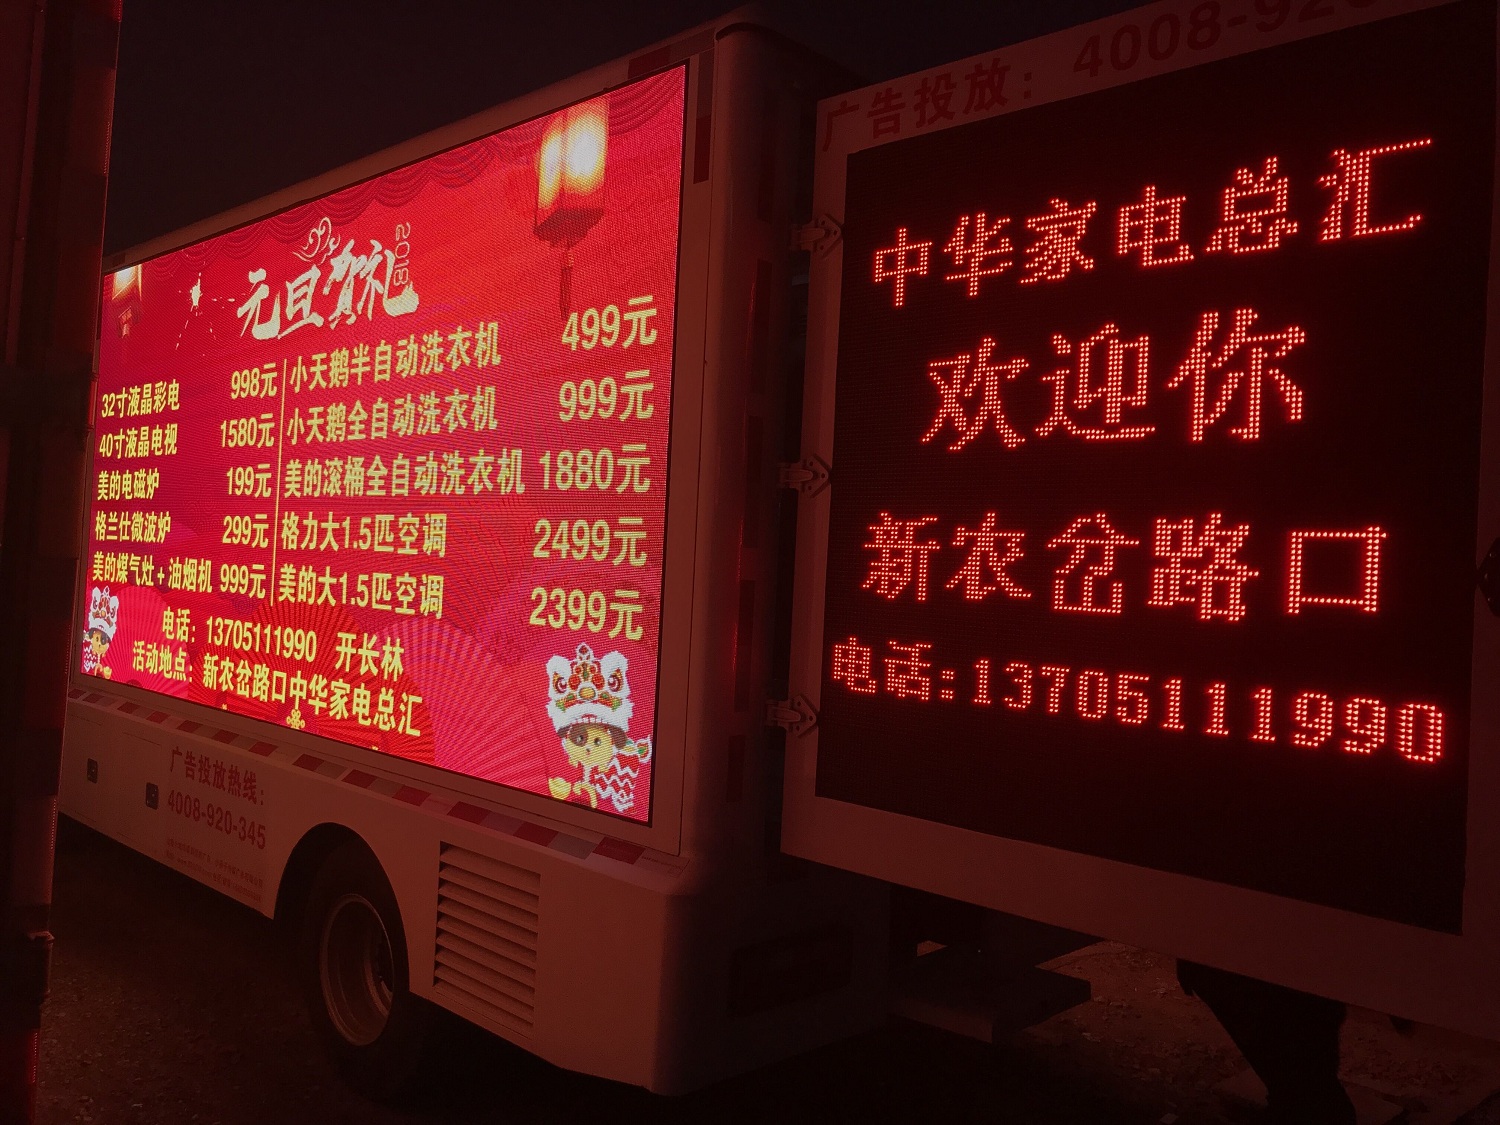 元旦贺礼
2018
32寸液晶彩电 998元
40寸液晶电视 1580元
美的电磁炉 199元
格兰仕微波炉 299元
美的煤气灶+油烟机 999元
小天鹅半自动洗衣机 499元
小天鹅全自动洗衣机 999元
美的滚桶全自动洗衣机 1880元
格力大1.5匹空调 2499元
美的大1.5匹空调 2399元
电话：13705111990 开长林
活动地点：新农岔路口中华家电总汇
广告投放热线：
4008-920-345
广告投放：4008-920
中华家电总汇
欢迎你
新农岔路口
电话:13705111990